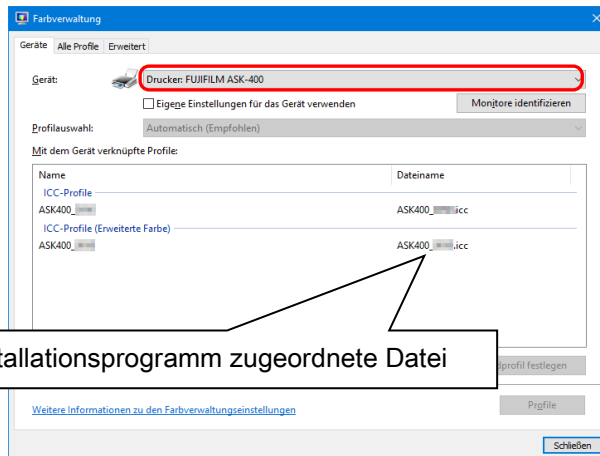 Farbverwaltung
Geräte Alle Profile Erweitert
Gerät: Drucker: FUJIFILM ASK-400
Eigene Einstellungen für das Gerät verwenden Monitore identifizieren
Profilauswahl: Automatisch (Empfohlen)
Mit dem Gerät verknüpfte Profile:
Name Dateiname
ICC-Profile
ASK400_ ASK400_ icc
ICC-Profile (Erweiterte Farbe)
ASK400_ ASK400_ .icc
tallationsprogramm zugeordnete Datei
dprofil festlegen
Weitere Informationen zu den Farbverwaltungseinstellungen Profile
Schließen